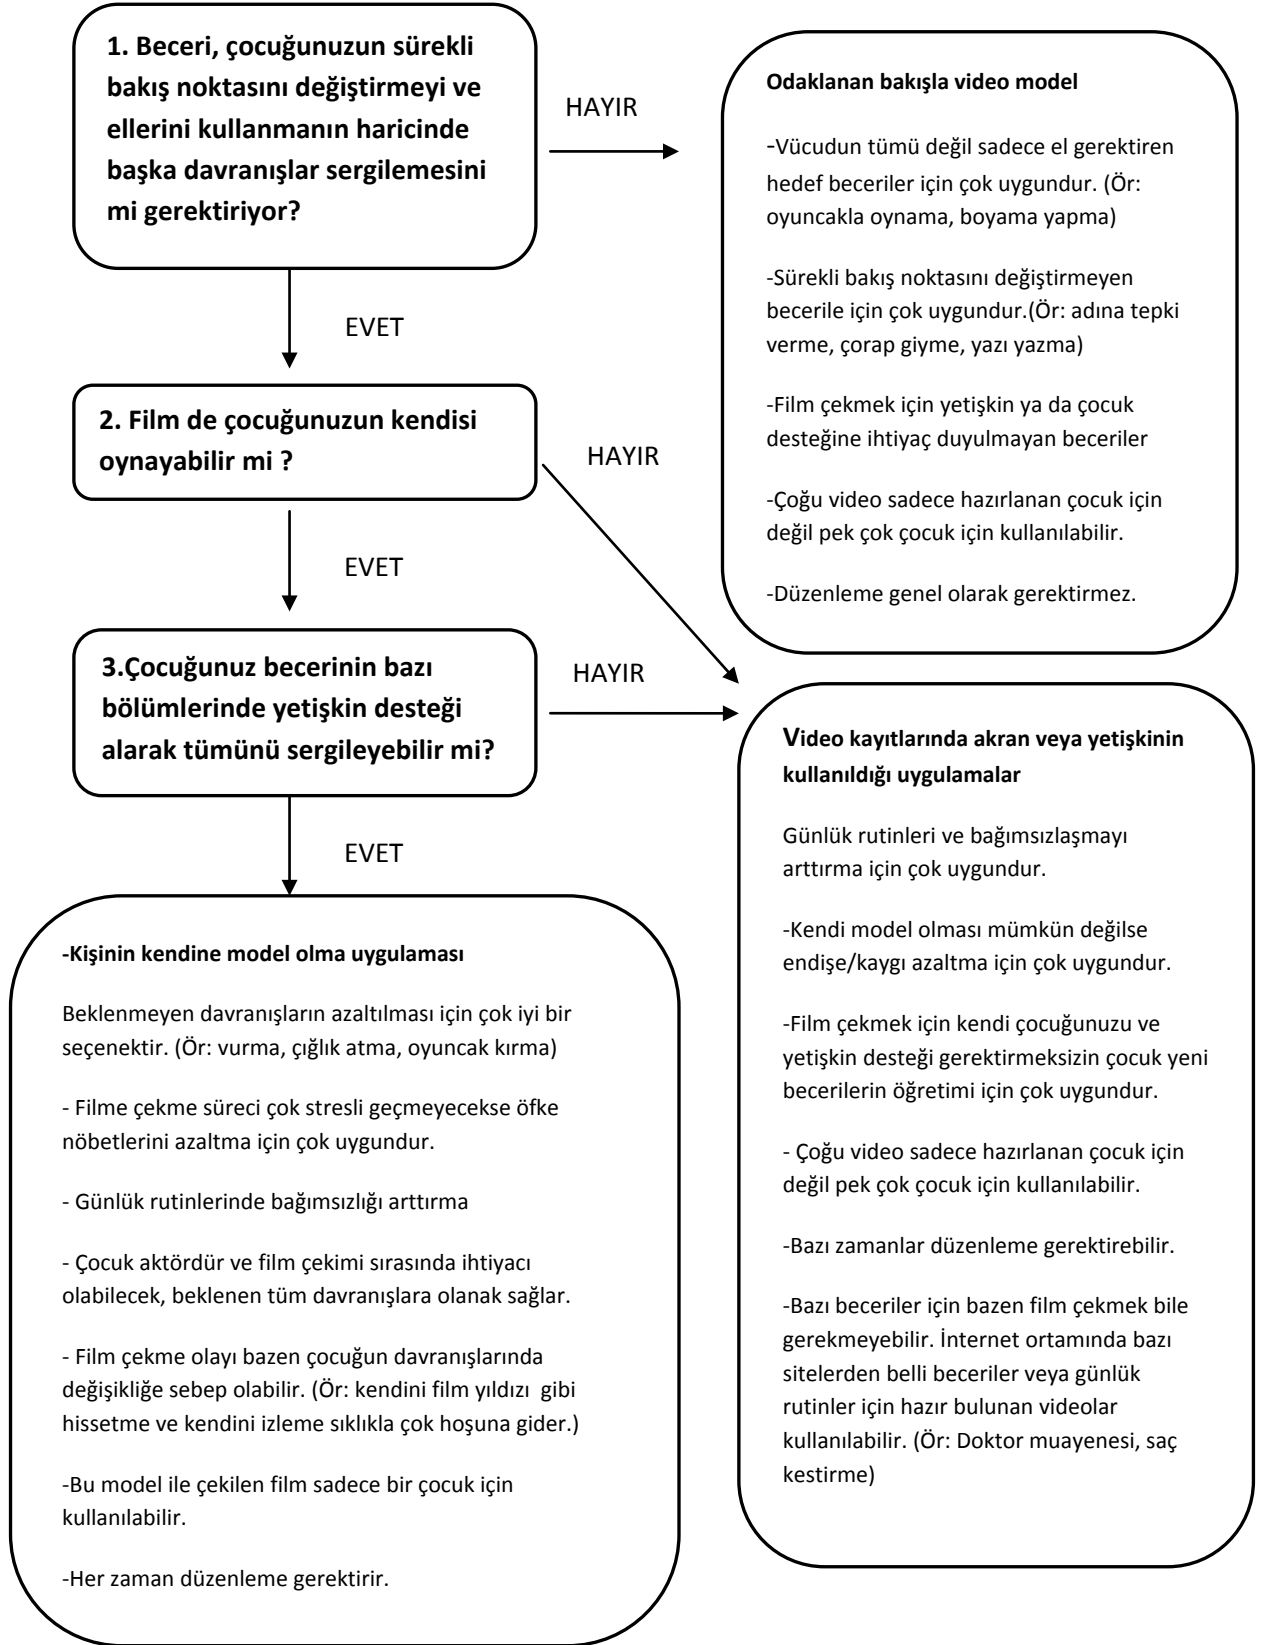 1. Beceri, çocuğunuzun sürekli
bakış noktasını değiştirmeyi ve
ellerini kullanmanın haricinde
başka davranışlar sergilemesini
mi gerektiriyor?
HAYIR
Odaklanan bakışla video model
-Vücudun tümü değil sadece el gerektiren
hedef beceriler için çok uygundur. (Ör:
oyuncakla oynama, boyama yapma)
-Sürekli bakış noktasını değiştirmeyen
becerile için çok uygundur.(Ör: adına tepki
verme, çorap giyme, yazı yazma)
-Film çekmek için yetişkin ya da çocuk
desteğine ihtiyaç duyulmayan beceriler
-Çoğu video sadece hazırlanan çocuk için
değil pek çok çocuk için kullanılabilir.
-Düzenleme genel olarak gerektirmez.
EVET
2. Film de çocuğunuzun kendisi
oynayabilir mi ?
HAYIR
EVET
3.Çocuğunuz becerinin bazı
bölümlerinde yetişkin desteği
alarak tümünü sergileyebilir mi?
HAYIR
Video kayıtlarında akran veya yetişkinin
kullanıldığı uygulamalar
Günlük rutinleri ve bağımsızlaşmayı
arttırma için çok uygundur.
-Kendi model olması mümkün değilse
endişe/kaygı azaltma için çok uygundur.
-Film çekmek için kendi çocuğunuzu ve
yetişkin desteği gerektirmeksizin çocuk yeni
becerilerin öğretimi için çok uygundur.
- Çoğu video sadece hazırlanan çocuk için
değil pek çok çocuk için kullanılabilir.
-Bazı zamanlar düzenleme gerektirebilir.
-Bazı beceriler için bazen film çekmek bile
gerekmeyebilir. İnternet ortamında bazı
sitelerden belli beceriler veya günlük
rutinler için hazır bulunan videolar
kullanılabilir. (Ör: Doktor muayenesi, saç
kestirme)
EVET
-Kişinin kendine model olma uygulaması
Beklenmeyen davranışların azaltılması için çok iyi bir
seçenektir. (Ör: vurma, çığlık atma, oyuncak kırma)
- Filme çekme süreci çok stresli geçmeyecekse öfke
nöbetlerini azaltma için çok uygundur.
- Günlük rutinlerinde bağımsızlığı arttırma
- Çocuk aktördür ve film çekimi sırasında ihtiyacı
olabilecek, beklenen tüm davranışlara olanak sağlar.
- Film çekme olayı bazen çocuğun davranışlarında
değişikliğe sebep olabilir. (Ör: kendini film yıldızı  gibi
hissetme ve kendini izleme sıklıkla çok hoşuna gider.)
-Bu model ile çekilen film sadece bir çocuk için
kullanılabilir.
-Her zaman düzenleme gerektirir.